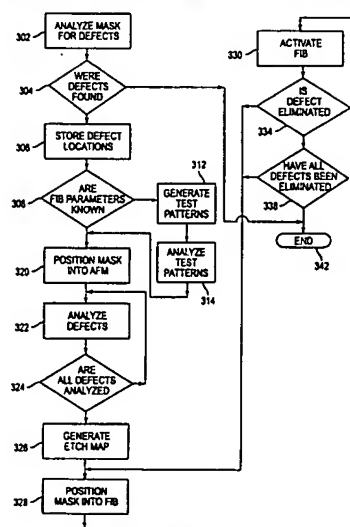 302
ANALYZE MASK
FOR DEFECTS
304
WERE
DEFECTS
FOUND
306
STORE DEFECT
LOCATIONS
308
ARE
FIB PARAMETERS
KNOWN
312
GENERATE
TEST
PATTERNS
ANALYZE
TEST
PATTERNS
314
320
POSITION MASK
INTO AFM
322
ANALYZE
DEFECTS
324
ARE
ALL DEFECTS
ANALYZED
326
GENERATE
ETCH MAP
328
POSITION
MASK INTO FIB
330
ACTIVATE
FIB
IS
DEFECT
ELIMINATED
334
HAVE ALL
DEFECTS BEEN
ELIMINATED
338
END
342